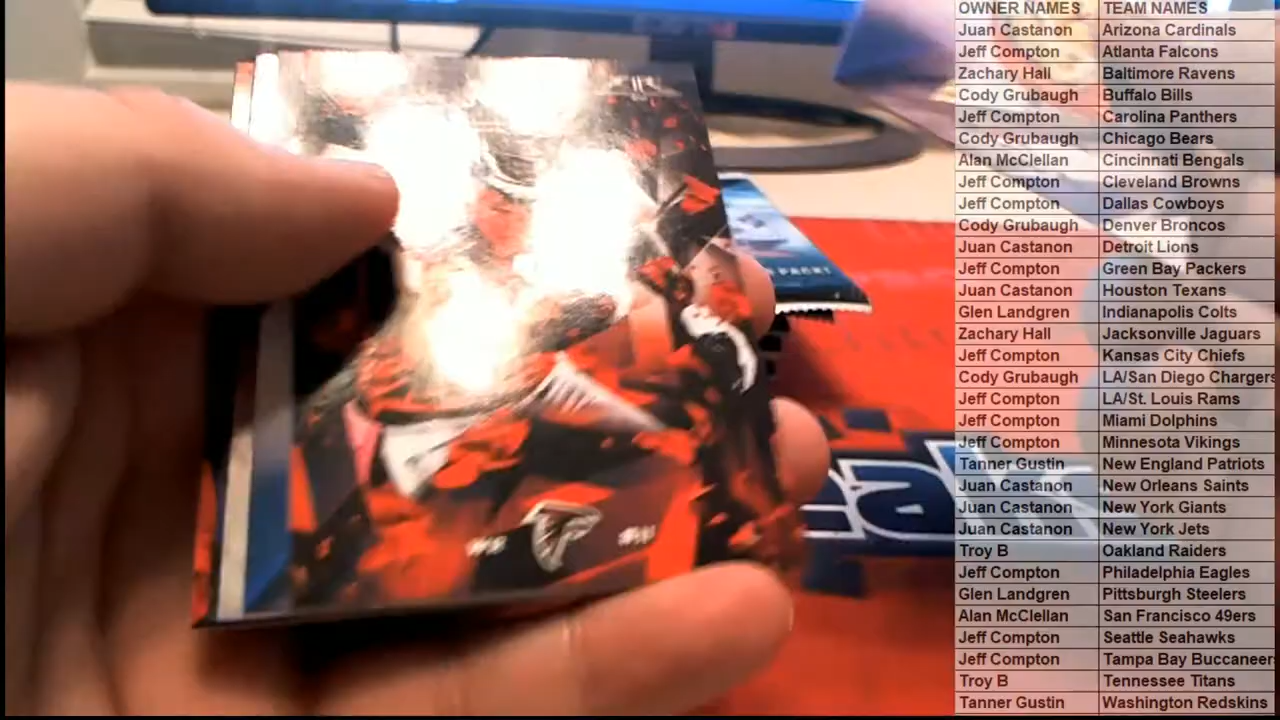 OWNER NAMES TEAM NAMES
Juan Castanon Arizona Cardinals
Jeff Compton Atlanta Falcons
Zachary Hall Baltimore Ravens
Cody Grubaugh Buffalo Bills
Jeff Compton Carolina Panthers
Cody Grubaugh Chicago Bears
Alan McClellan Cincinnati Bengals
Jeff Compton Cleveland Browns
Jeff Compton Dallas Cowboys
Cody Grubaugh Denver Broncos
Juan Castanon Detroit Lions
Jeff Compton Green Bay Packers
Juan Castanon Houston Texans
Glen Landgren Indianapolis Colts
Zachary Hall Jacksonville Jaguars
Jeff Compton Kansas City Chiefs
Cody Grubaugh LA/San Diego Chargers
Jeff Compton LA/St. Louis Rams
Jeff Compton Miami Dolphins
Jeff Compton Minnesota Vikings
Tanner Gustin New England Patriots
Juan Castanon New Orleans Saints
Juan Castanon New York Giants
Juan Castanon New York Jets
Troy B Oakland Raiders
Jeff Compton Philadelphia Eagles
Glen Landgren Pittsburgh Steelers
Alan McClellan San Francisco 49ers
Jeff Compton Seattle Seahawks
Jeff Compton Tampa Bay Buccaneer
Troy B Tennessee Titans
Tanner Gustin Washington Redskins
PACK!